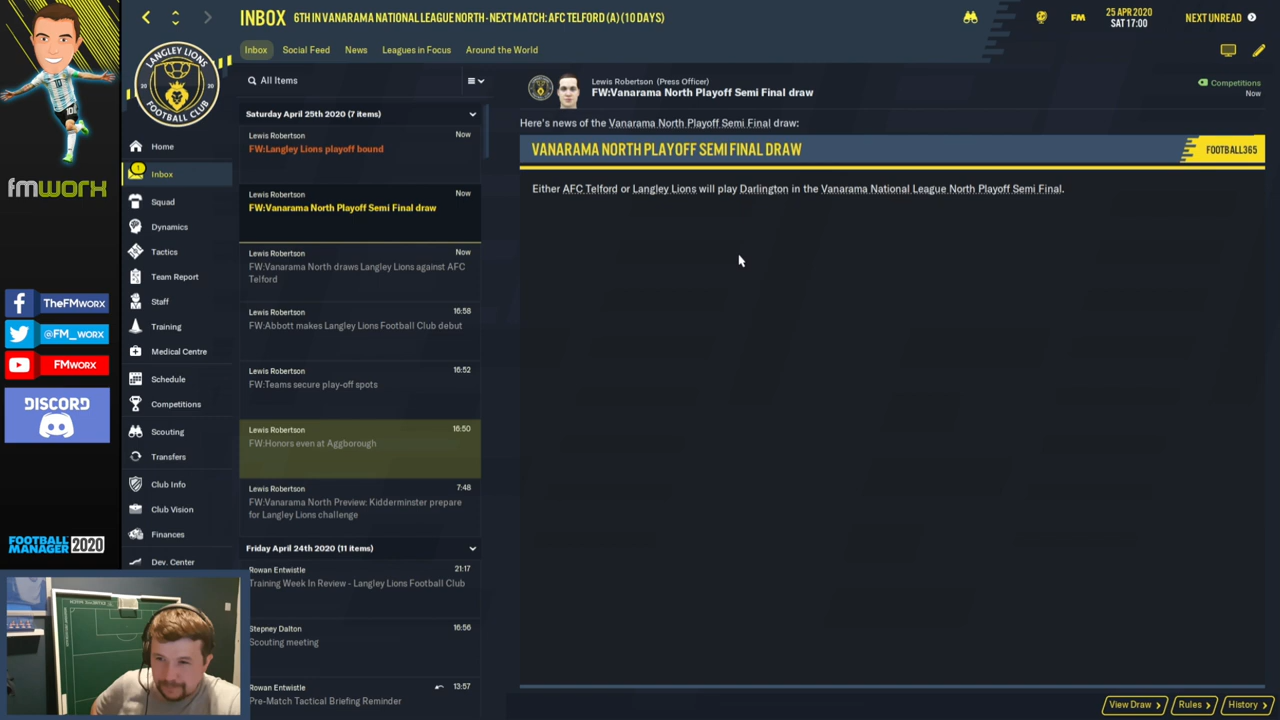 INBOX 6TH IN VANARAMA NATIONAL LEAGUE NORTH - NEXT MATCH: AFC TELFORD (A) (10 DAYS)
FM
25 APR 2020
SAT 17:00
NEXT UNREAD
Inbox Social Feed News Leagues in Focus Around the World
LANGLEY LIONS
20 20
FOOTBALL CLUB
fmworx
TheFMworx
@FM_worx
FMworx
DISCORD
FOOTBALL
MANAGER 2020
Home
1
Inbox
Squad
Dynamics
Tactics
Team Report
Staff
Training
Medical Centre
Schedule
Competitions
Scouting
Transfers
Club Info
Club Vision
Finances
Dev. Center
All Items
Saturday April 25th 2020 (7 items)
Lewis Robertson Now
FW:Langley Lions playoff bound
Lewis Robertson Now
FW:Vanarama North Playoff Semi Final draw
Lewis Robertson Now
FW:Vanarama North draws Langley Lions against AFC
Telford
Lewis Robertson 16:58
FW:Abbott makes Langley Lions Football Club debut
Lewis Robertson 16:52
FW:Teams secure play-off spots
Lewis Robertson 16:50
FW:Honors even at Aggborough
Lewis Robertson 7:48
FW:Vanarama North Preview: Kidderminster prepare
for Langley Lions challenge
Friday April 24th 2020 (11 items)
Rowan Entwistle 21:17
Training Week In Review - Langley Lions Football Club
Stepney Dalton 16:56
Scouting meeting
Rowan Entwistle 13:57
Pre-Match Tactical Briefing Reminder
Lewis Robertson (Press Officer)
FW:Vanarama North Playoff Semi Final draw
Competitions
Now
Here's news of the Vanarama North Playoff Semi Final draw:
VANARAMA NORTH PLAYOFF SEMI FINAL DRAW
FOOTBALL365
Either AFC Telford or Langley Lions will play Darlington in the Vanarama National League North Playoff Semi Final.
View Draw Rules History